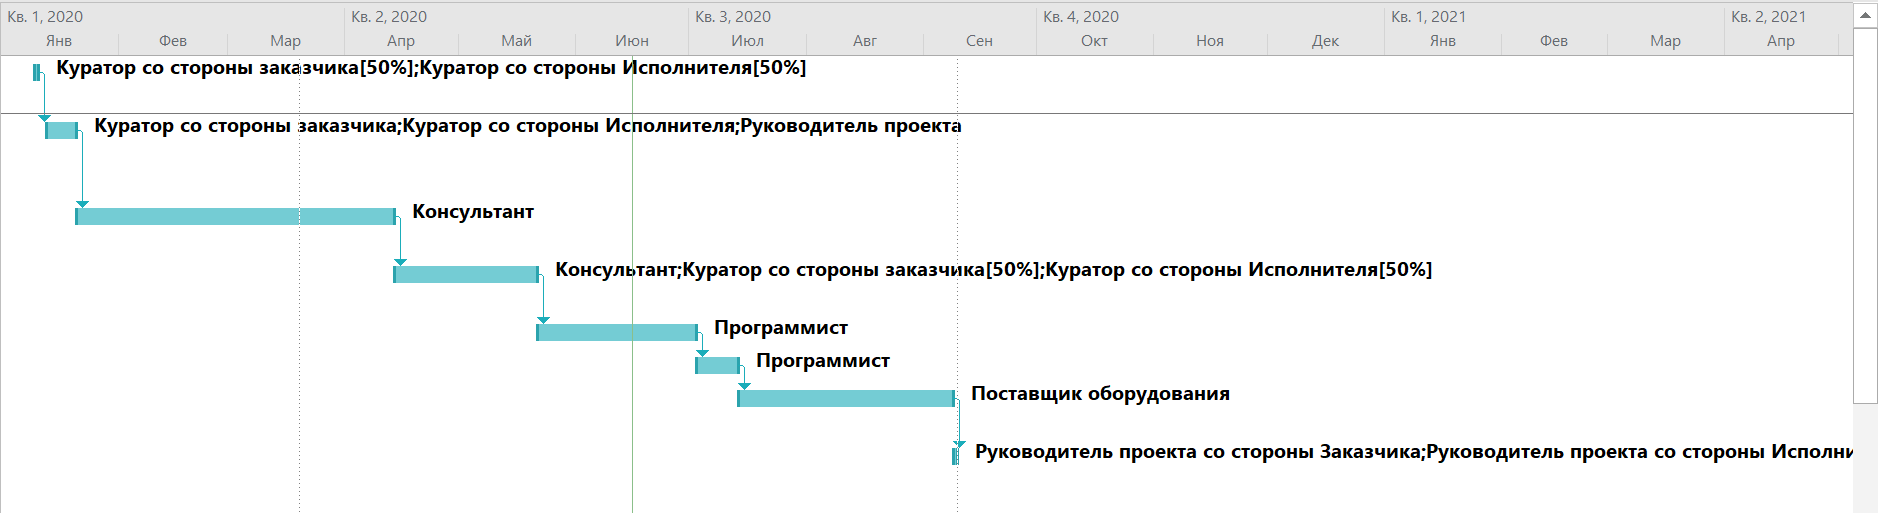 Кв. 1, 2020 Кв. 2, 2020 Кв. 3, 2020 Кв. 4, 2020 Кв. 1, 2021 Кв. 2, 2021
Янв Фев Мар Апр Май Июн Июл Авг Сен Окт Ноя Дек Янв Фев Мар Апр
Куратор со стороны заказчика[50%];Куратор со стороны Исполнителя[50%]
Куратор со стороны заказчика;Куратор со стороны Исполнителя;Руководитель проекта
Консультант
Консультант;Куратор со стороны заказчика[50%];Куратор со стороны Исполнителя[50%]
Программист
Программист
Поставщик оборудования
Руководитель проекта со стороны Заказчика;Руководитель проекта со стороны Исполни